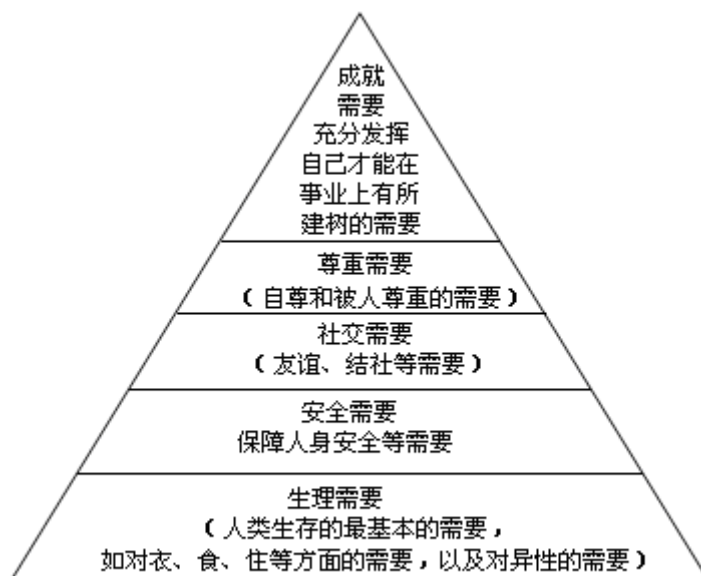 成就
需要
充分发挥
自己才能在
事业上有所
建树的需要
尊重需要
（自尊和被人尊重的需要）
社交需要
（友谊、结社等需要）
安全需要
保障人身安全等需要
生理需要
（人类生存的最基本的需要，
如对衣、食、住等方面的需要，以及对异性的需要）